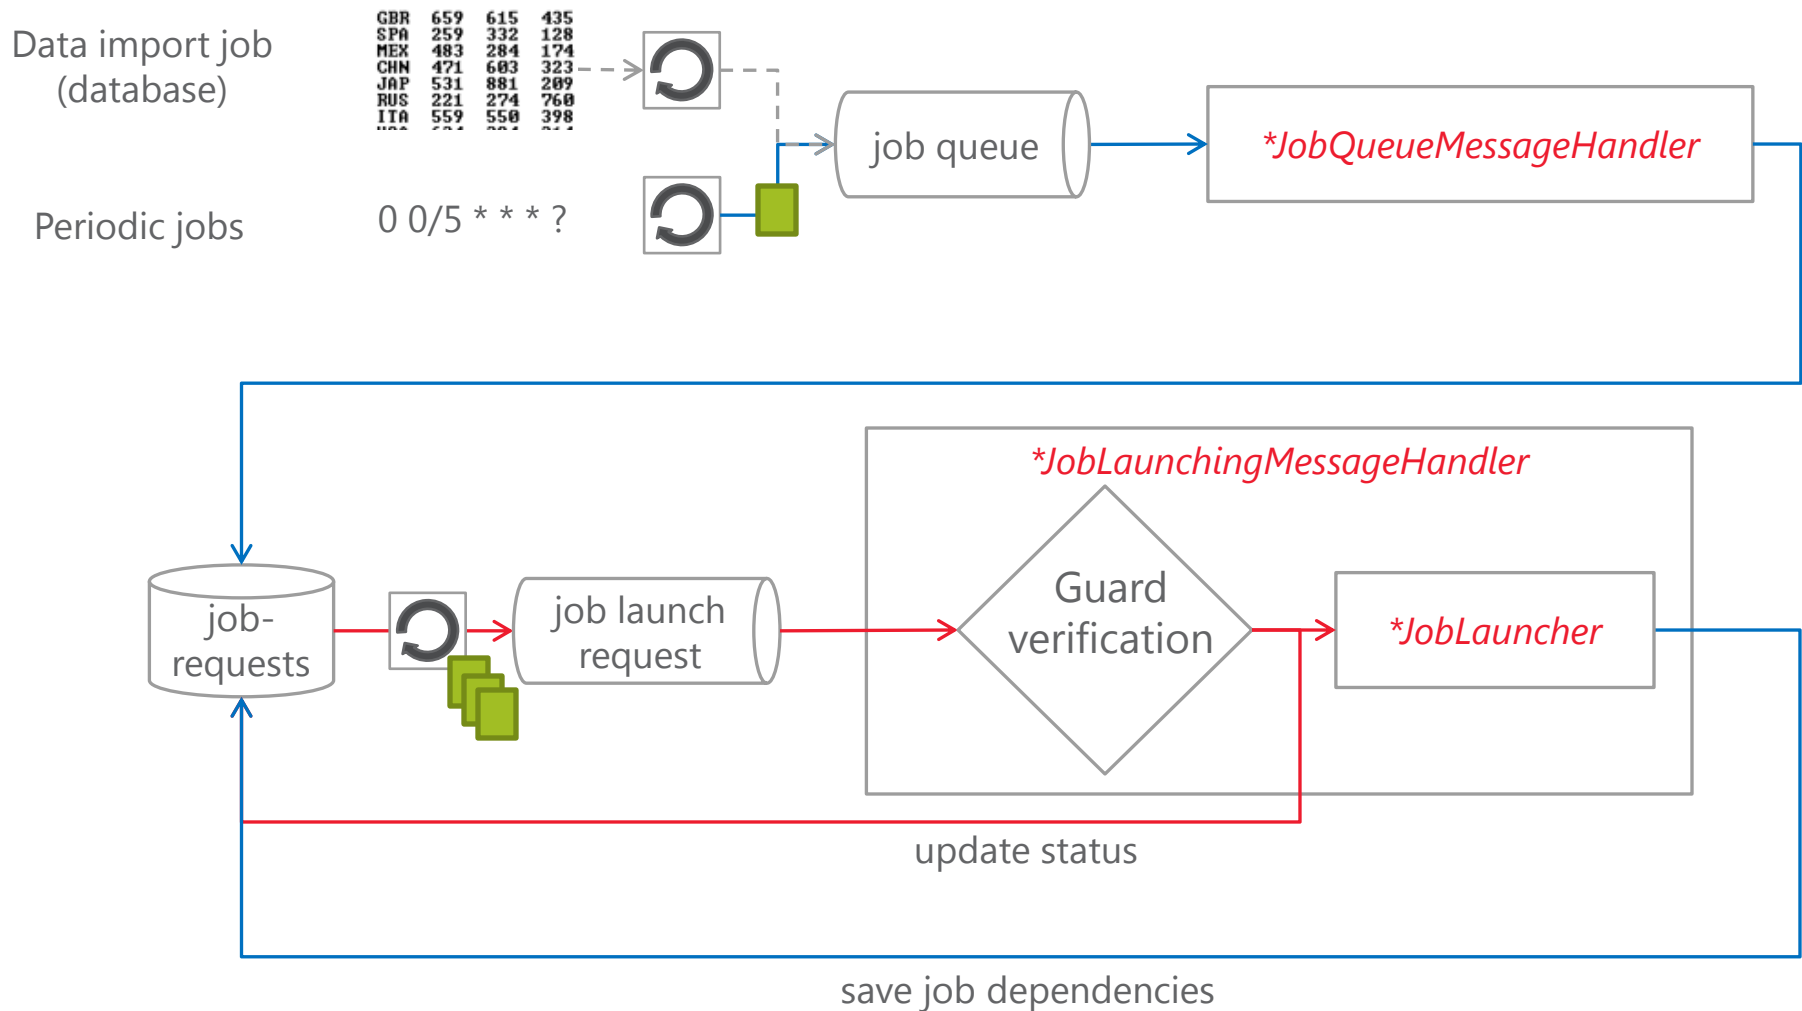 Data import job
(database)
GBR 659 615 435
SPA 259 332 128
MEX 483 284 174
CHN 471 603 323
JAP 531 881 209
RUS 221 274 760
ITA 559 550 398
job queue
*JobQueueMessageHandler
Periodic jobs
0 0/5 * * * ?
*JobLaunchingMessageHandler
job-
requests
job launch
request
Guard
verification
*JobLauncher
update status
save job dependencies